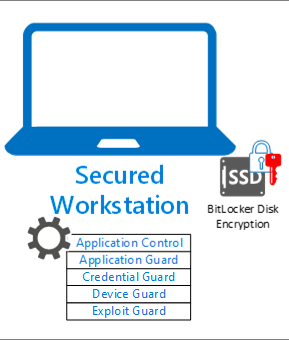 Secured
Workstation
SSD
BitLocker Disk
Encryption
Application Control
Application Guard
Credential Guard
Device Guard
Exploit Guard